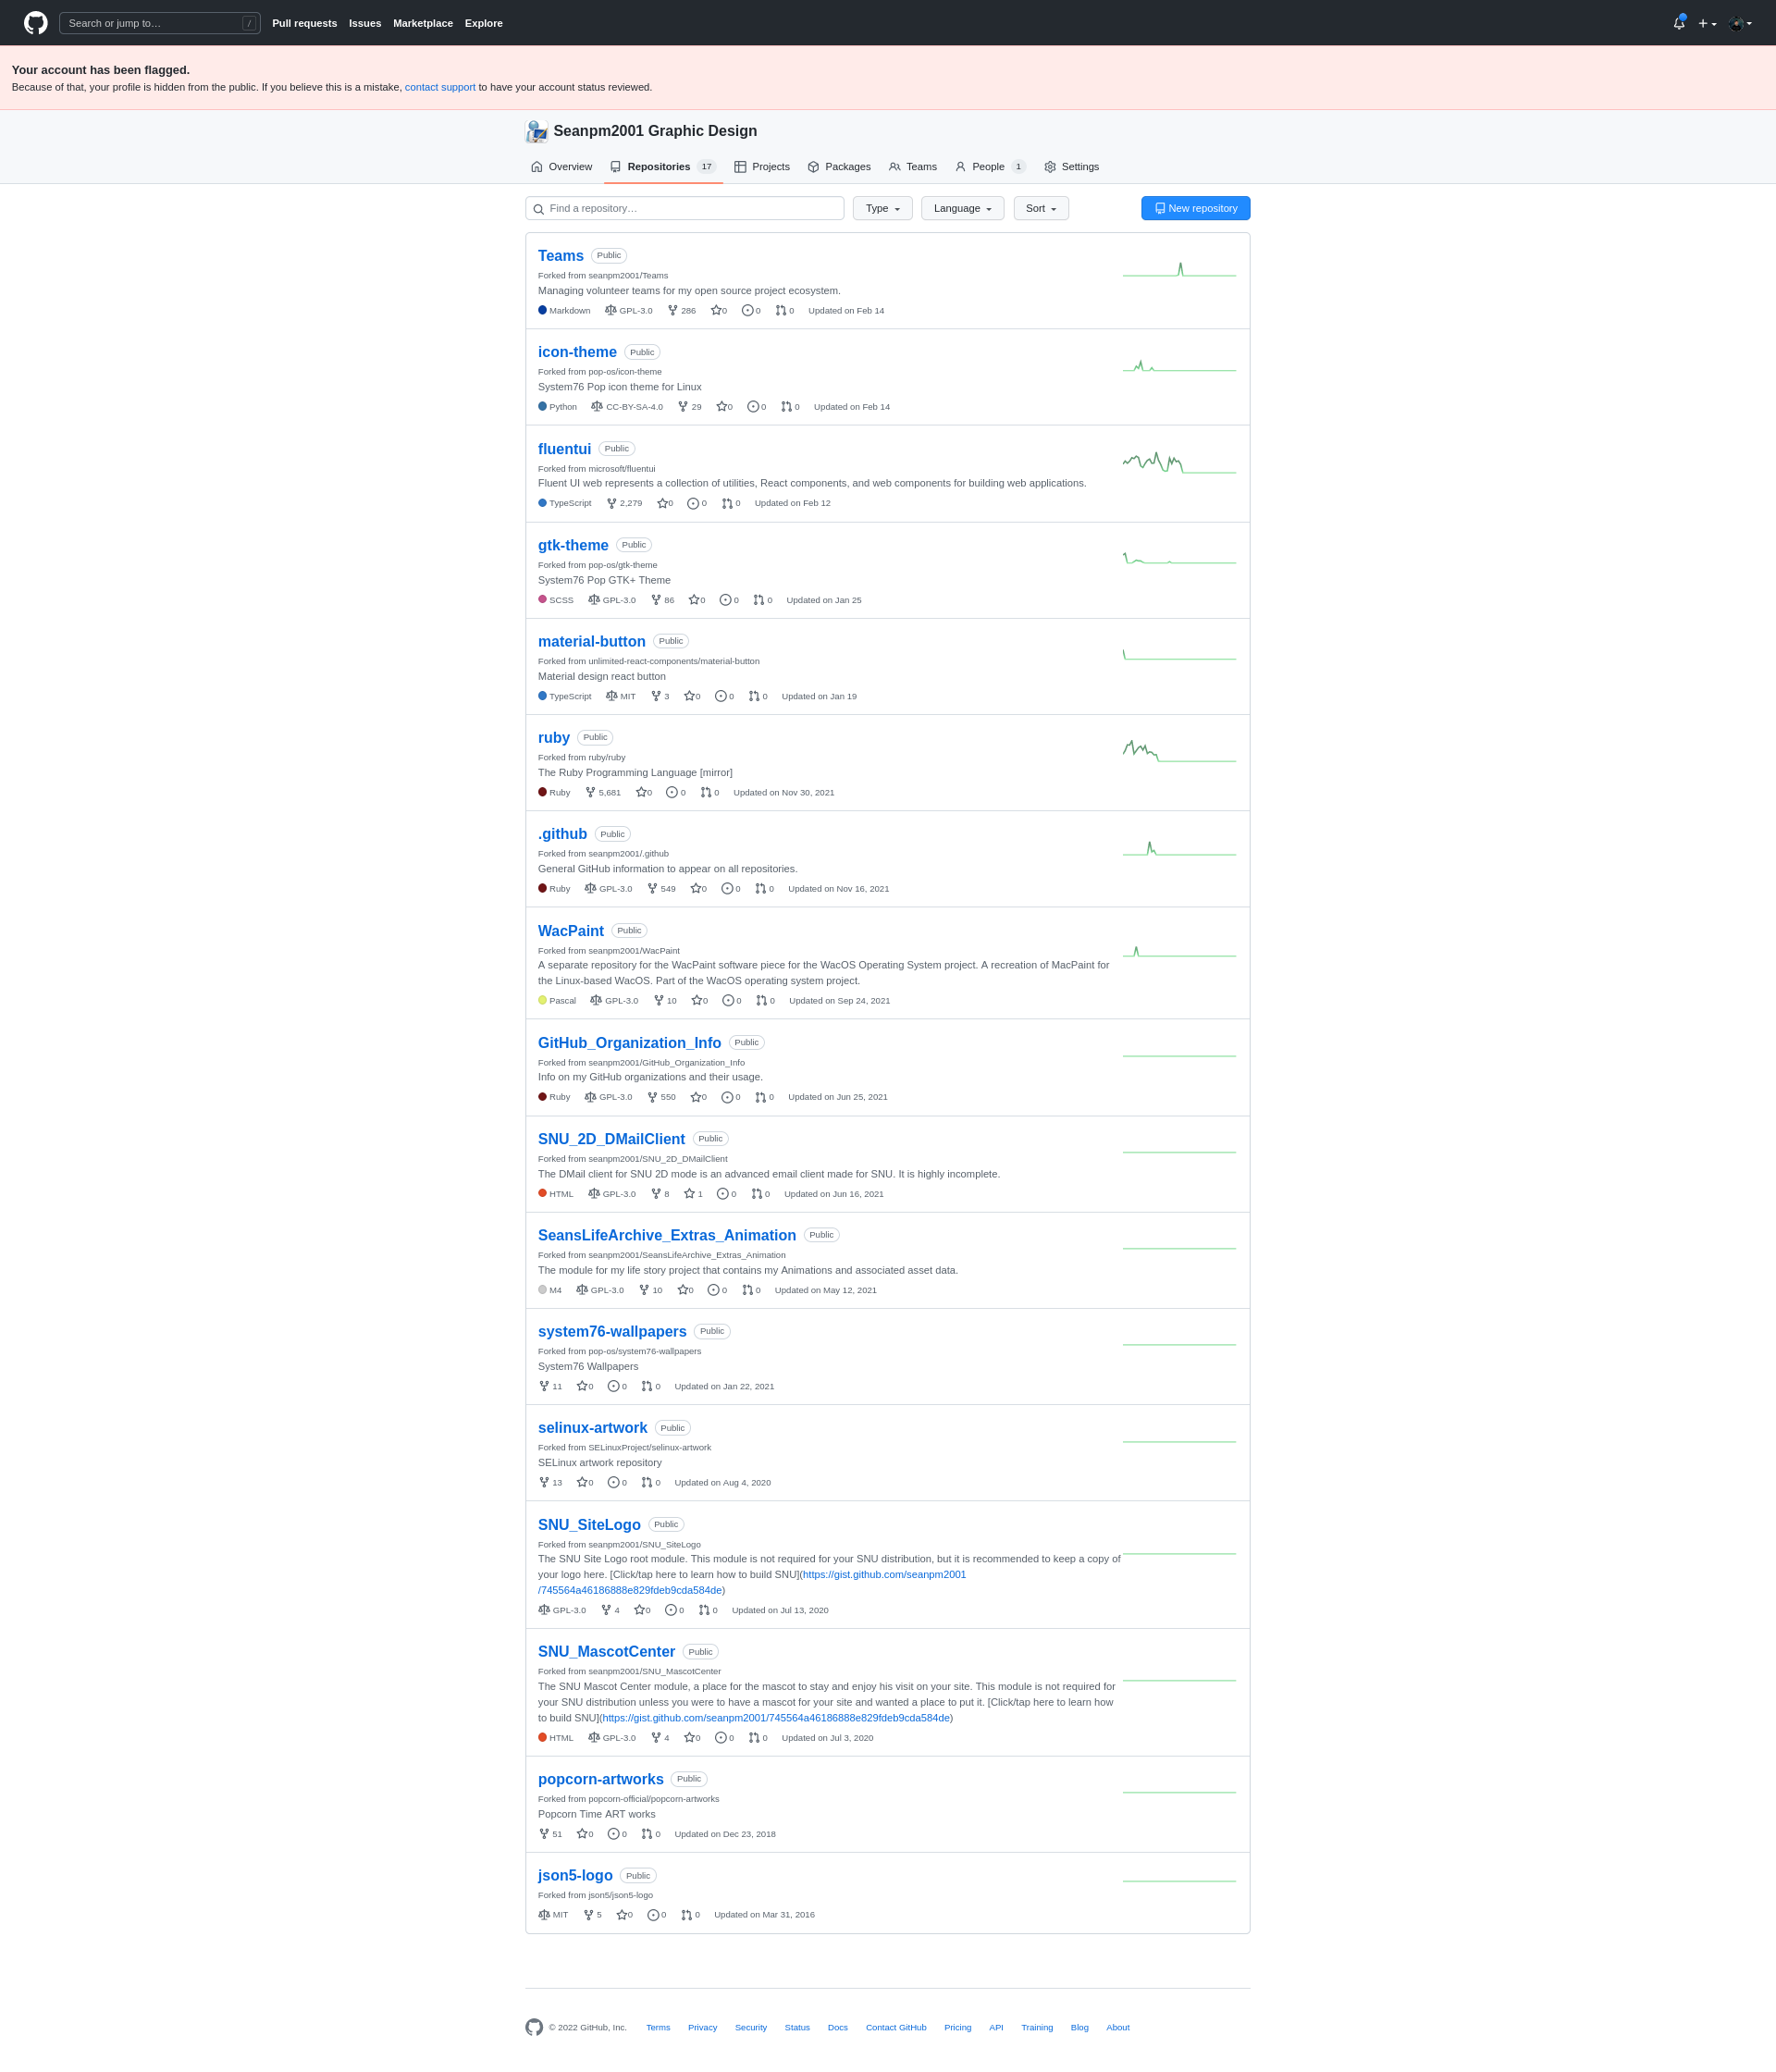 Search or jump to… /
Pull requests Issues Marketplace Explore
Your account has been flagged.
Because of that, your profile is hidden from the public. If you believe this is a mistake, contact support to have your account status reviewed.
Seanpm2001 Graphic Design
Overview Repositories 17 Projects Packages Teams People 1 Settings
Find a repository… Type Language Sort New repository
Teams Public
Forked from seanpm2001/Teams
Managing volunteer teams for my open source project ecosystem.
Markdown GPL-3.0 286 0 0 0 Updated on Feb 14
icon-theme Public
Forked from pop-os/icon-theme
System76 Pop icon theme for Linux
Python CC-BY-SA-4.0 29 0 0 0 Updated on Feb 14
fluentui Public
Forked from microsoft/fluentui
Fluent UI web represents a collection of utilities, React components, and web components for building web applications.
TypeScript 2,279 0 0 0 Updated on Feb 12
gtk-theme Public
Forked from pop-os/gtk-theme
System76 Pop GTK+ Theme
SCSS GPL-3.0 86 0 0 0 Updated on Jan 25
material-button Public
Forked from unlimited-react-components/material-button
Material design react button
TypeScript MIT 3 0 0 0 Updated on Jan 19
ruby Public
Forked from ruby/ruby
The Ruby Programming Language [mirror]
Ruby 5,681 0 0 0 Updated on Nov 30, 2021
.github Public
Forked from seanpm2001/.github
General GitHub information to appear on all repositories.
Ruby GPL-3.0 549 0 0 0 Updated on Nov 16, 2021
WacPaint Public
Forked from seanpm2001/WacPaint
A separate repository for the WacPaint software piece for the WacOS Operating System project. A recreation of MacPaint for
the Linux-based WacOS. Part of the WacOS operating system project.
Pascal GPL-3.0 10 0 0 0 Updated on Sep 24, 2021
GitHub_Organization_Info Public
Forked from seanpm2001/GitHub_Organization_Info
Info on my GitHub organizations and their usage.
Ruby GPL-3.0 550 0 0 0 Updated on Jun 25, 2021
SNU_2D_DMailClient Public
Forked from seanpm2001/SNU_2D_DMailClient
The DMail client for SNU 2D mode is an advanced email client made for SNU. It is highly incomplete.
HTML GPL-3.0 8 1 0 0 Updated on Jun 16, 2021
SeansLifeArchive_Extras_Animation Public
Forked from seanpm2001/SeansLifeArchive_Extras_Animation
The module for my life story project that contains my Animations and associated asset data.
M4 GPL-3.0 10 0 0 0 Updated on May 12, 2021
system76-wallpapers Public
Forked from pop-os/system76-wallpapers
System76 Wallpapers
11 0 0 0 Updated on Jan 22, 2021
selinux-artwork Public
Forked from SELinuxProject/selinux-artwork
SELinux artwork repository
13 0 0 0 Updated on Aug 4, 2020
SNU_SiteLogo Public
Forked from seanpm2001/SNU_SiteLogo
The SNU Site Logo root module. This module is not required for your SNU distribution, but it is recommended to keep a copy of
your logo here. [Click/tap here to learn how to build SNU](https://gist.github.com/seanpm2001
/745564a46186888e829fdeb9cda584de)
GPL-3.0 4 0 0 0 Updated on Jul 13, 2020
SNU_MascotCenter Public
Forked from seanpm2001/SNU_MascotCenter
The SNU Mascot Center module, a place for the mascot to stay and enjoy his visit on your site. This module is not required for
your SNU distribution unless you were to have a mascot for your site and wanted a place to put it. [Click/tap here to learn how
to build SNU](https://gist.github.com/seanpm2001/745564a46186888e829fdeb9cda584de)
HTML GPL-3.0 4 0 0 0 Updated on Jul 3, 2020
popcorn-artworks Public
Forked from popcorn-official/popcorn-artworks
Popcorn Time ART works
51 0 0 0 Updated on Dec 23, 2018
json5-logo Public
Forked from json5/json5-logo
MIT 5 0 0 0 Updated on Mar 31, 2016
© 2022 GitHub, Inc. Terms Privacy Security Status Docs Contact GitHub Pricing API Training Blog About